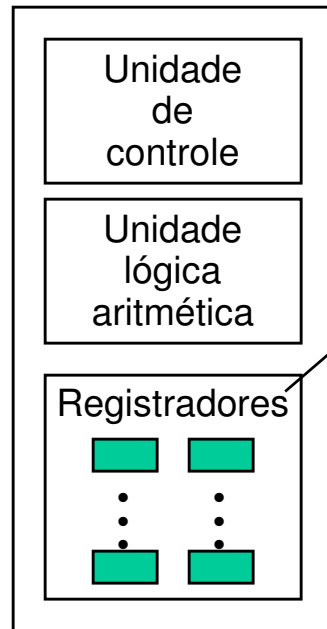 Unidade
de
controle
Unidade
lógica
aritmética
Registradores